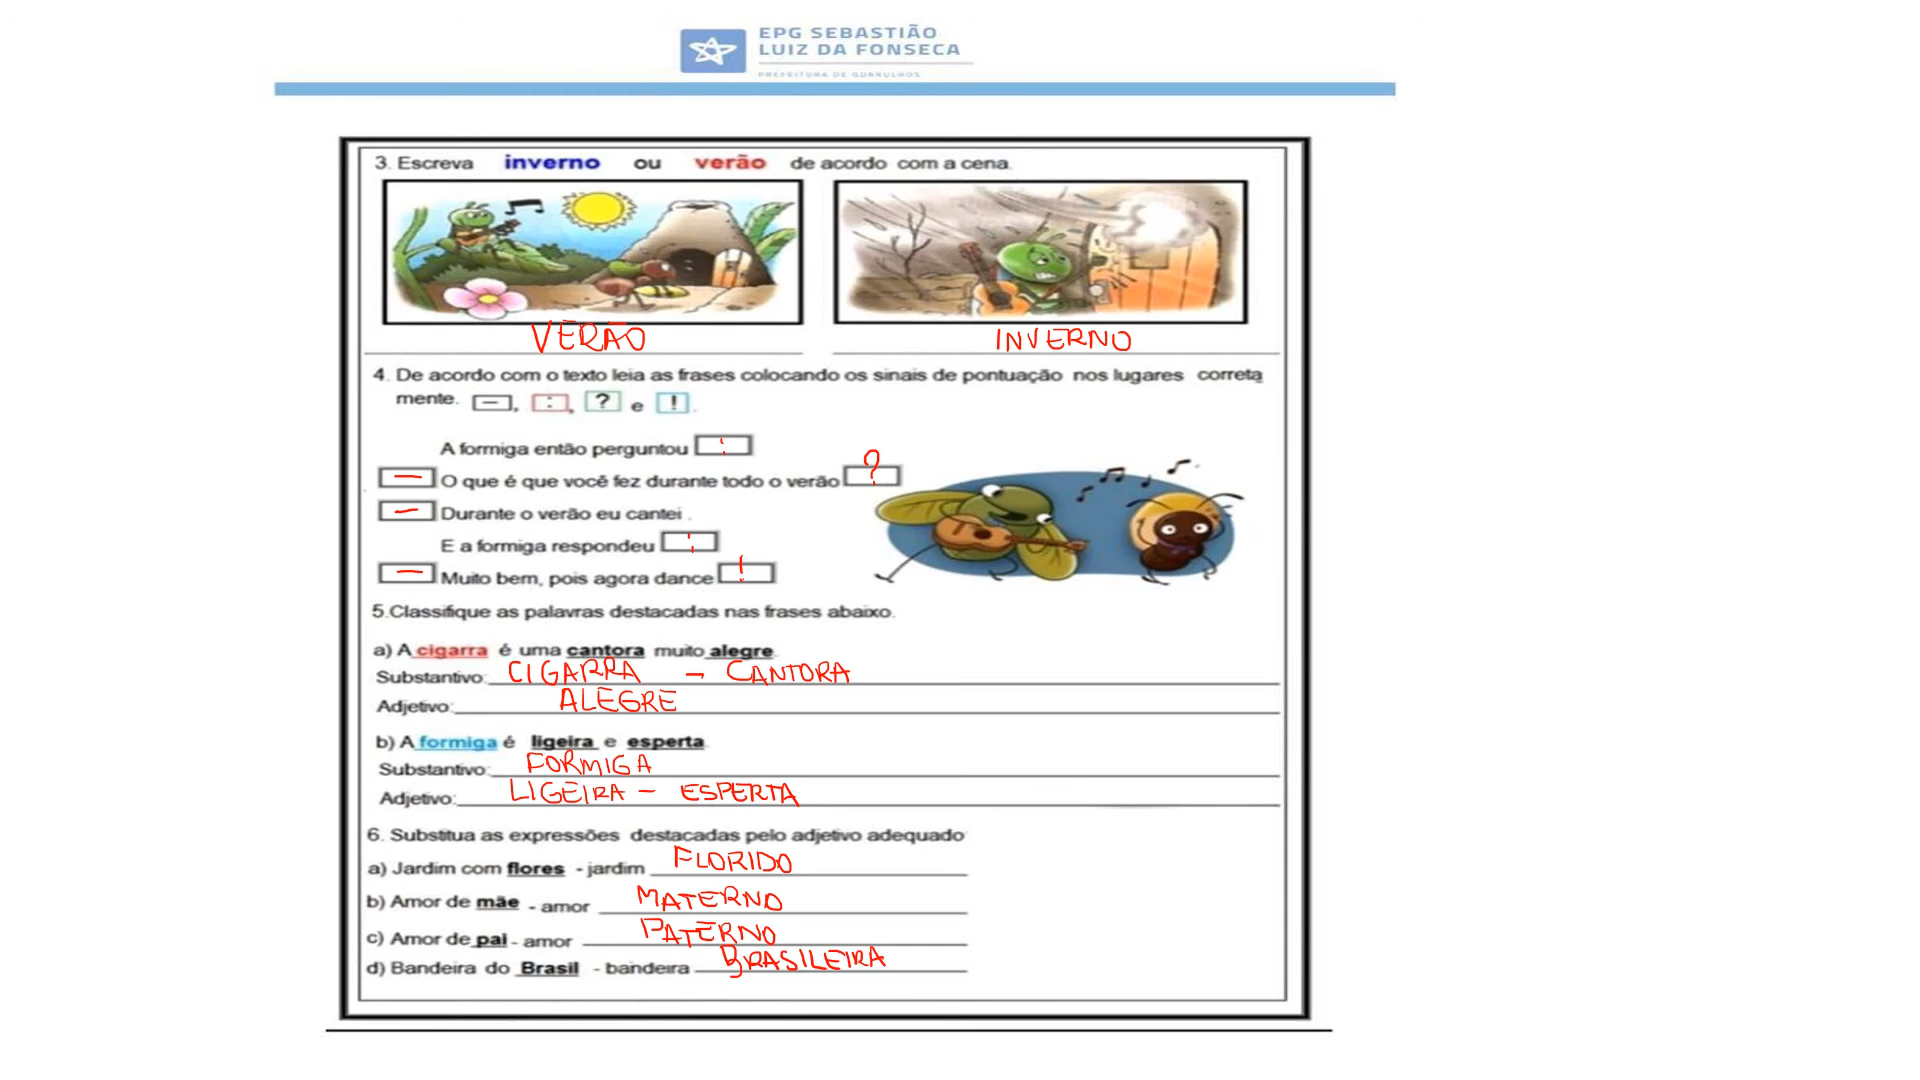 EPG SEBASTIÃO
LUIZ DA FONSECA
PREFEITURA DE GUARULHOS
3. Escreva inverno ou verão de acordo com a cena.
VERÃO INVERNO
4. De acordo com o texto leia as frases colocando os sinais de pontuação nos lugares correta
mente. –, :, ? e !.
A formiga então perguntou :
– O que é que você fez durante todo o verão ?
– Durante o verão eu cantei .
E a formiga respondeu :
– Muito bem, pois agora dance !
5.Classifique as palavras destacadas nas frases abaixo.
a) A cigarra é uma cantora muito alegre.
Substantivo: CIGARRA – CANTORA
Adjetivo: ALEGRE
b) A formiga é ligeira e esperta.
Substantivo: FORMIGA
Adjetivo: LIGEIRA – ESPERTA
6. Substitua as expressões destacadas pelo adjetivo adequado
a) Jardim com flores - jardim FLORIDO
b) Amor de mãe - amor MATERNO
c) Amor de pai - amor PATERNO
d) Bandeira do Brasil - bandeira BRASILEIRA